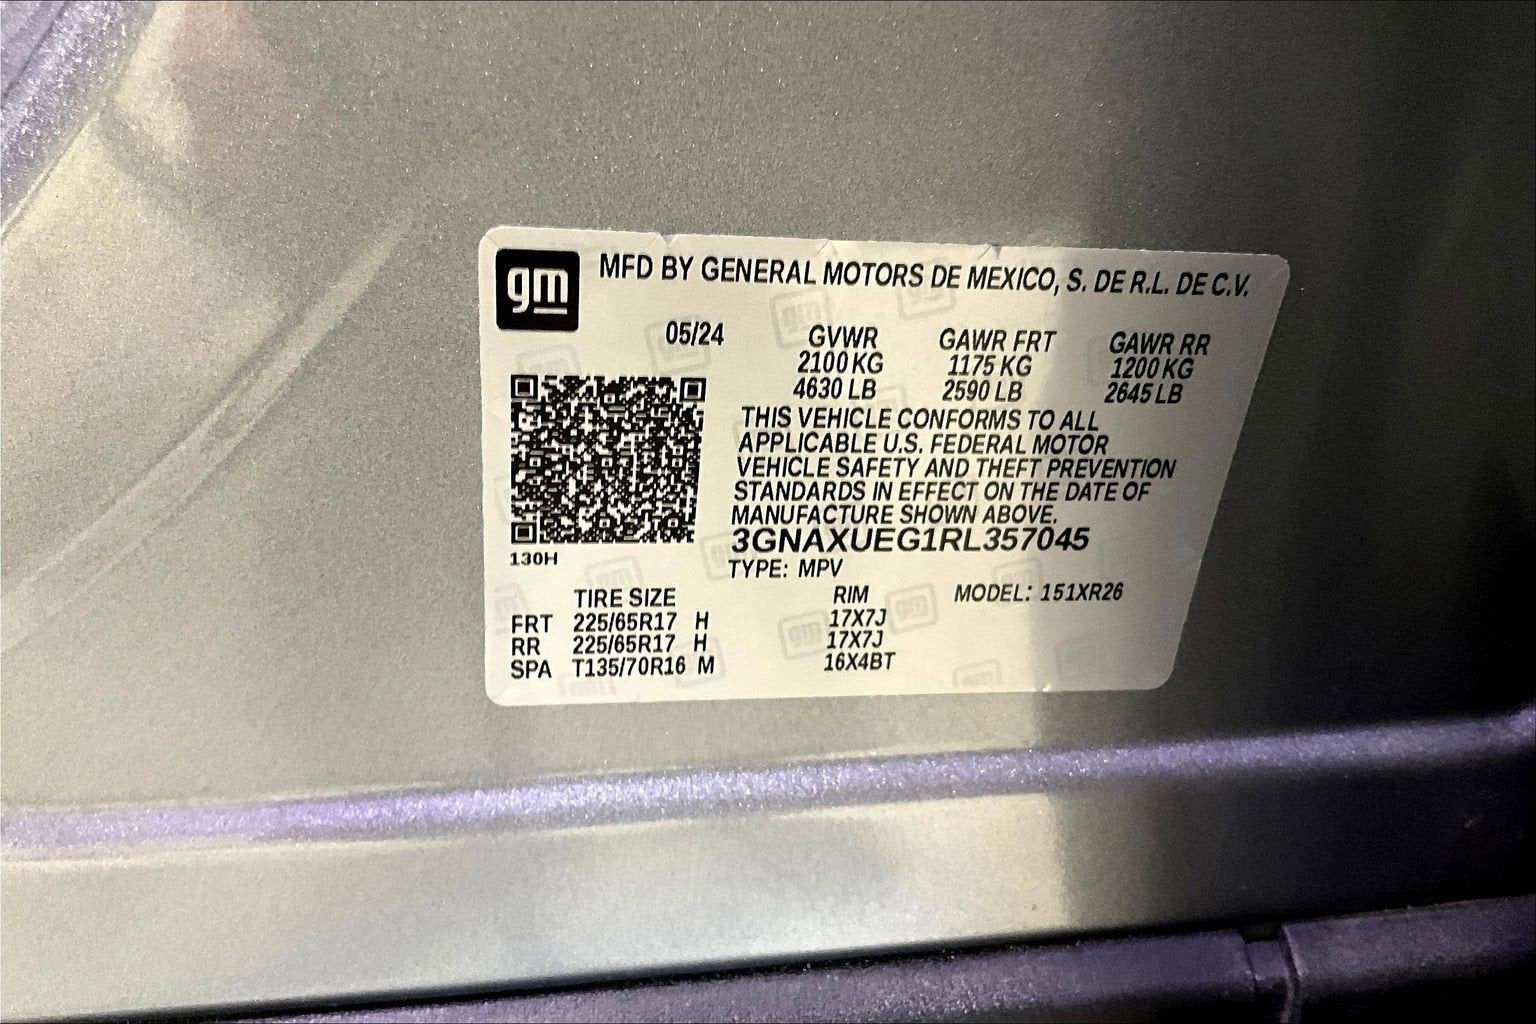 gm MFD BY GENERAL MOTORS DE MEXICO, S. DE R.L. DE C.V.
05/24 GVWR GAWR FRT GAWR RR
2100 KG 1175 KG 1200 KG
4630 LB 2590 LB 2645 LB
THIS VEHICLE CONFORMS TO ALL
APPLICABLE U.S. FEDERAL MOTOR
VEHICLE SAFETY AND THEFT PREVENTION
STANDARDS IN EFFECT ON THE DATE OF
MANUFACTURE SHOWN ABOVE.
3GNAXUEG1RL357045
130H
TYPE: MPV
TIRE SIZE RIM MODEL: 151XR26
FRT 225/65R17 H 17X7J
RR 225/65R17 H 17X7J
SPA T135/70R16 M 16X4BT